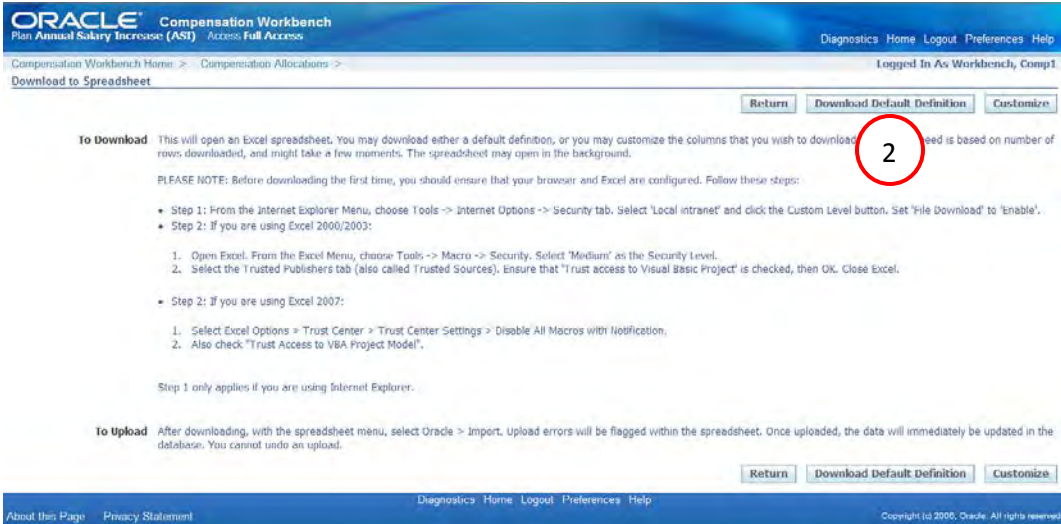 ORACLE® Compensation Workbench
Plan Annual Salary Increase (ASI) Access Full Access
Diagnostics Home Logout Preferences Help
Compensation Workbench Home > Compensation Allocations >
Logged In As Workbench, Comp1
Download to Spreadsheet
Return Download Default Definition Customize
To Download This will open an Excel spreadsheet. You may download either a default definition, or you may customize the columns that you wish to download eed is based on number of
rows downloaded, and might take a few moments. The spreadsheet may open in the background.
2
PLEASE NOTE: Before downloading the first time, you should ensure that your browser and Excel are configured. Follow these steps:
• Step 1: From the Internet Explorer Menu, choose Tools -> Internet Options -> Security tab. Select 'Local intranet' and click the Custom Level button. Set 'File Download' to 'Enable'.
• Step 2: If you are using Excel 2000/2003:
1. Open Excel. From the Excel Menu, choose Tools -> Macro -> Security. Select 'Medium' as the Security Level.
2. Select the Trusted Publishers tab (also called Trusted Sources). Ensure that 'Trust access to Visual Basic Project' is checked, then OK. Close Excel.
• Step 2: If you are using Excel 2007:
1. Select Excel Options > Trust Center > Trust Center Settings > Disable All Macros with Notification.
2. Also check "Trust Access to VBA Project Model".
Step 1 only applies if you are using Internet Explorer.
To Upload After downloading, with the spreadsheet menu, select Oracle > Import. Upload errors will be flagged within the spreadsheet. Once uploaded, the data will immediately be updated in the
database. You cannot undo an upload.
Return Download Default Definition Customize
Diagnostics Home Logout Preferences Help
About this Page Privacy Statement
Copyright (c) 2006, Oracle. All rights reserved